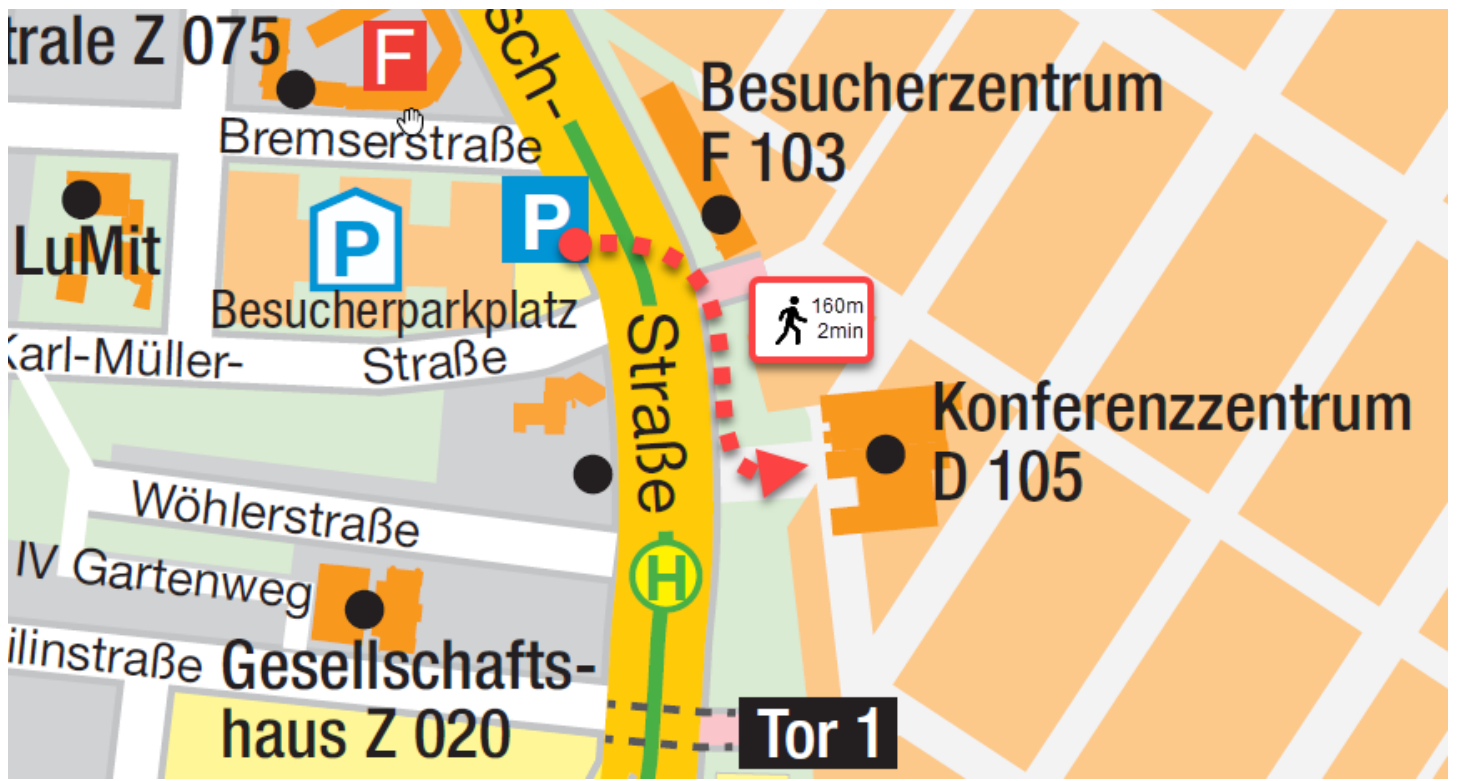 trale Z 075
F
sch-
Besucherzentrum
F 103
Bremserstraße
P
P
LuMit
Besucherparkplatz
160m
2min
Karl-Müller-
Straße
Straße
Konferenzzentrum
D 105
Wöhlerstraße
IV Gartenweg
H
ilinstraße
Gesellschafts-
haus Z 020
Tor 1